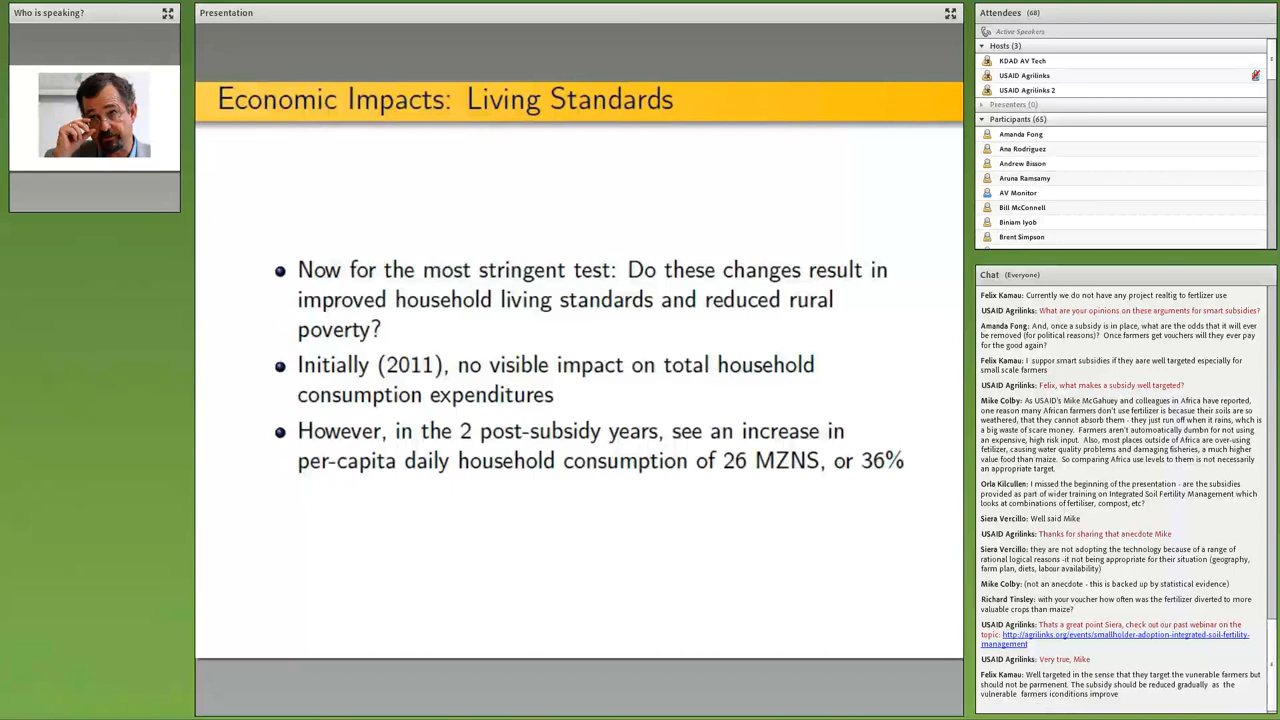 Who is speaking?
Presentation
Economic Impacts: Living Standards
Now for the most stringent test: Do these changes result in
improved household living standards and reduced rural
poverty?
Initially (2011), no visible impact on total household
consumption expenditures
However, in the 2 post-subsidy years, see an increase in
per-capita daily household consumption of 26 MZNS, or 36%
Attendees (68)
Active Speakers
Hosts (3)
KDAD AV Tech
USAID Agrilinks
USAID Agrilinks 2
Presenters (0)
Participants (65)
Amanda Fong
Ana Rodriguez
Andrew Bisson
Aruna Ramsamy
AV Monitor
Bill McConnell
Biniam Iyob
Brent Simpson
Chat (Everyone)
Felix Kamau: Currently we do not have any project realtig to fertlizer use
USAID Agrilinks: What are your opinions on these arguments for smart subsidies?
Amanda Fong: And, once a subsidy is in place, what are the odds that it will ever
be removed (for political reasons)? Once farmers get vouchers will they ever pay
for the good again?
Felix Kamau: I suppor smart subsidies if they aare well targeted especially for
small scale farmers
USAID Agrilinks: Felix, what makes a subsidy well targeted?
Mike Colby: As USAID's Mike McGahuey and colleagues in Africa have reported,
one reason many African farmers don't use fertilizer is because their soils are so
weathered, that they cannot absorb them - they just run off when it rains, which is
a big waste of scare money. Farmers aren't automatically dumbn for not using
an expensive, high risk input. Also, most places outside of Africa are over-using
fertilizer, causing water quality problems and damaging fisheries, a much higher
value food than maize. So comparing Africa use levels to them is not necessarily
an appropriate target.
Orla Kilcullen: I missed the beginning of the presentation - are the subsidies
provided as part of wider training on Integrated Soil Fertility Management which
looks at combinations of fertiliser, compost, etc?
Siera Vercillo: Well said Mike
USAID Agrilinks: Thanks for sharing that anecdote Mike
Siera Vercillo: they are not adopting the technology because of a range of
rational logical reasons -it not being appropriate for their situation (geography,
farm plan, diets, labour availability)
Mike Colby: (not an anecdote - this is backed up by statistical evidence)
Richard Tinsley: with your voucher how often was the fertilizer diverted to more
valuable crops than maize?
USAID Agrilinks: Thats a great point Siera, check out our past webinar on the
topic: http://agrilinks.org/events/smallholder-adoption-integrated-soil-fertility-
management
USAID Agrilinks: Very true, Mike
Felix Kamau: Well targeted in the sense that they target the vunerable farmers but
should not be parmenent. The subsidy should be reduced gradually as the
vulnerable farmers iconditions improve